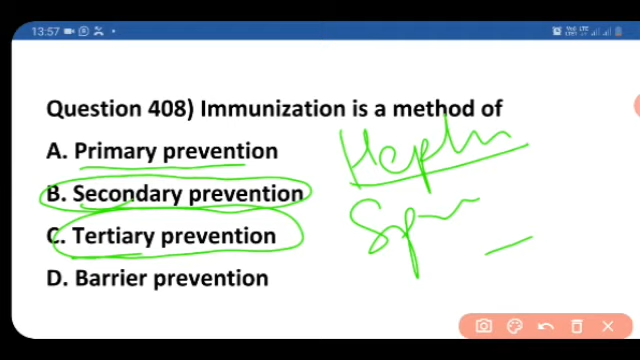 13:57
Question 408) Immunization is a method of
A. Primary prevention
B. Secondary prevention
C. Tertiary prevention
D. Barrier prevention